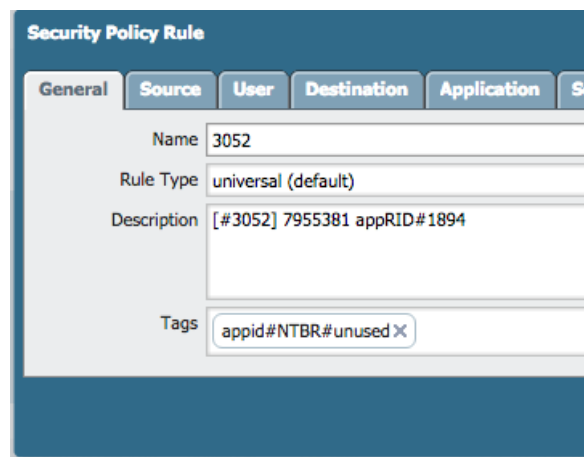 Security Policy Rule
General Source User Destination Application S
Name 3052
Rule Type universal (default)
Description [#3052] 7955381 appRID#1894
Tags appid#NTBR#unused